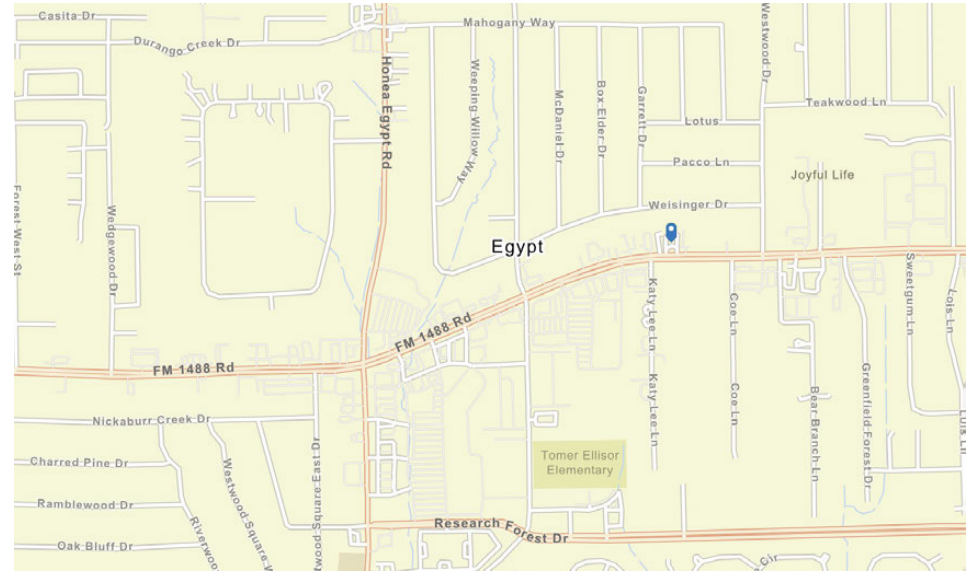 Casita Dr
Mahogany Way
Durango Creek Dr
Honea Egypt Rd
Weeping Willow Way
McDaniel Dr
Box Elder Dr
Garrett Dr
Westwood Dr
Teakwood Ln
Lotus
Pacco Ln
Joyful Life
Forest West St
Wedgewood Dr
Weisinger Dr
Egypt
FM 1488 Rd
FM 1488 Rd
Katy Lee Ln
Katy Lee Ln
Coe Ln
Coe Ln
Bear Branch Ln
Greenfield Forest Dr
Sweetgum Ln
Lois Ln
Lois Ln
Nickaburr Creek Dr
Charred Pine Dr
Ramblewood Dr
Oak Bluff Dr
Riverwoo
Westwood Square W
twood Square East Dr
Tomer Ellisor
Elementary
Research Forest Dr
Cir